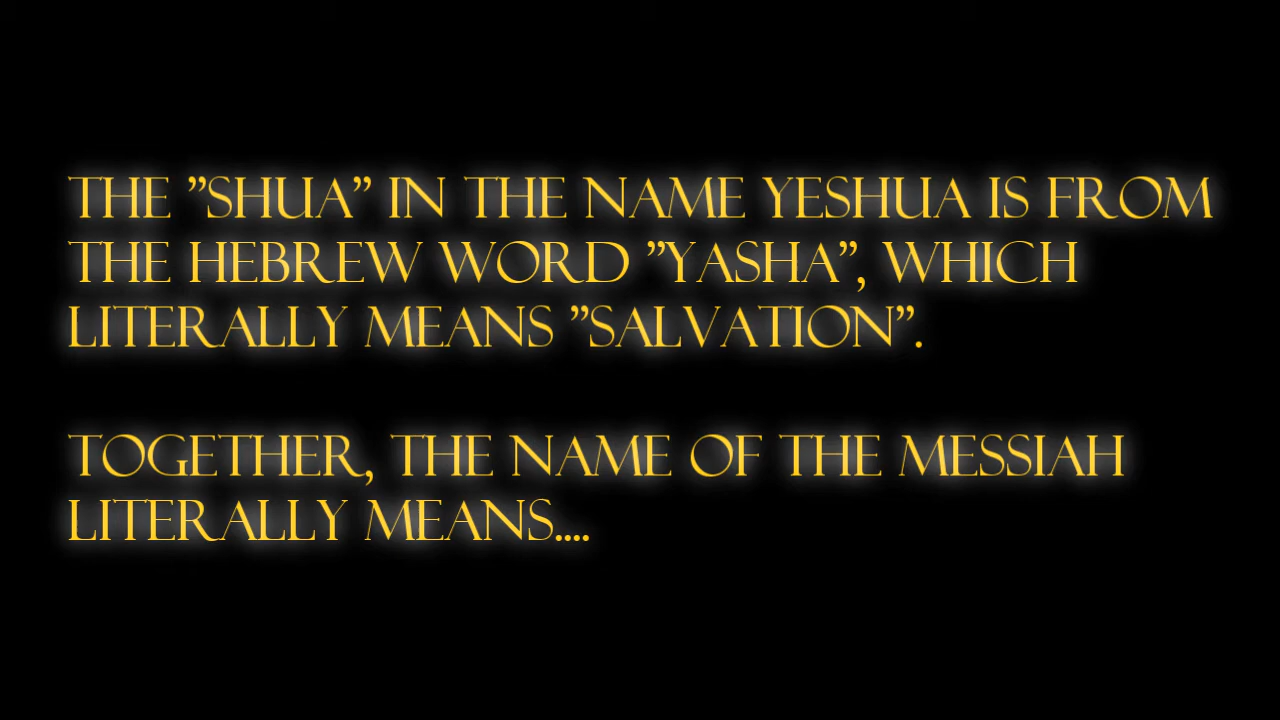 THE ”SHUA” IN THE NAME YESHUA IS FROM
THE HEBREW WORD ”YASHA”, WHICH
LITERALLY MEANS ”SALVATION”.
TOGETHER, THE NAME OF THE MESSIAH
LITERALLY MEANS....